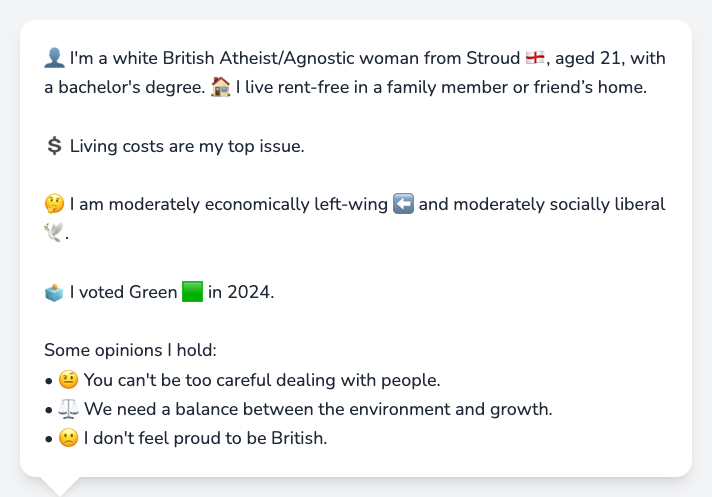 👤 I'm a white British Atheist/Agnostic woman from Stroud 🏴󠁧󠁢󠁥󠁮󠁧󠁿, aged 21, with
a bachelor's degree. 🏠 I live rent-free in a family member or friend’s home.
💲 Living costs are my top issue.
🤔 I am moderately economically left-wing ⬅️ and moderately socially liberal
🕊️.
🗳️ I voted Green 🟩 in 2024.
Some opinions I hold:
• 🤨 You can't be too careful dealing with people.
• ⚖️ We need a balance between the environment and growth.
• 🙁 I don't feel proud to be British.